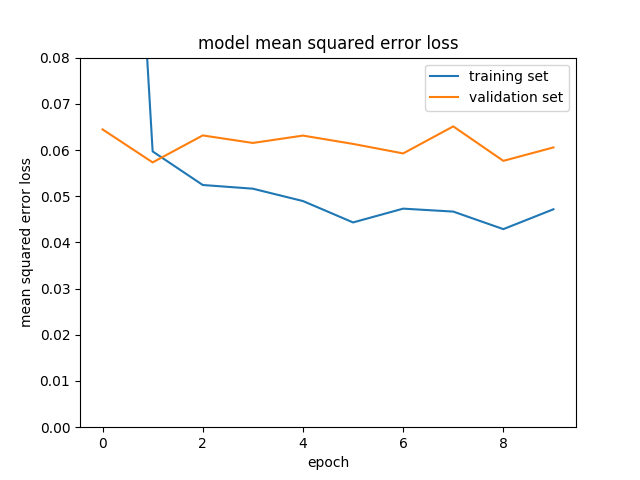 model mean squared error loss
training set
validation set
0.08
0.07
0.06
0.05
0.04
0.03
0.02
0.01
0.00
mean squared error loss
0 2 4 6 8
epoch